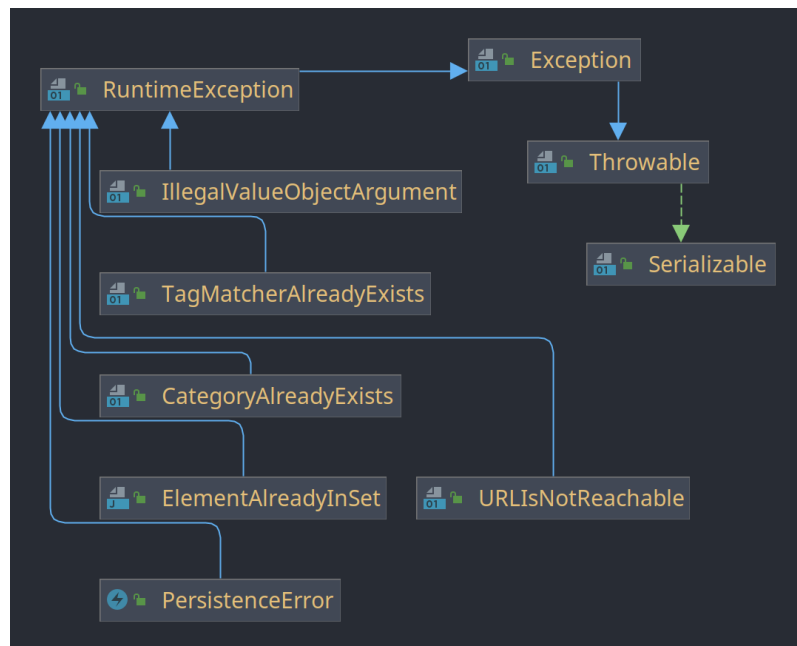 Exception
RuntimeException
Throwable
IllegalValueObjectArgument
Serializable
TagMatcherAlreadyExists
CategoryAlreadyExists
ElementAlreadyInSet
URLIsNotReachable
PersistenceError